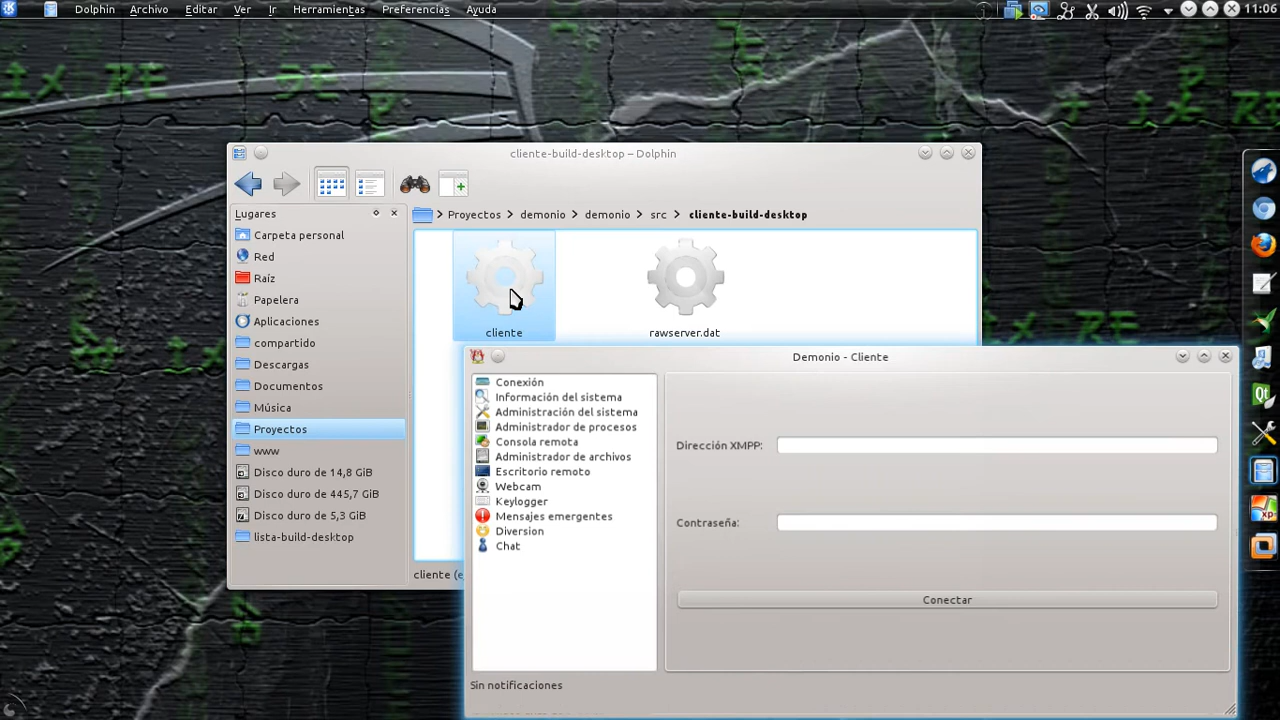 Dolphin Archivo Editar Ver Ir Herramientas Preferencias Ayuda 11:06
cliente-build-desktop – Dolphin
Lugares
Proyectos > demonio > demonio > src > cliente-build-desktop
Carpeta personal
Red
Raíz
Papelera
Aplicaciones
compartido
Descargas
Documentos
Música
Proyectos
www
Disco duro de 14,8 GiB
Disco duro de 445,7 GiB
Disco duro de 5,3 GiB
lista-build-desktop
cliente
rawserver.dat
cliente (e
Demonio - Cliente
Conexión
Información del sistema
Administración del sistema
Administrador de procesos
Consola remota
Administrador de archivos
Escritorio remoto
Webcam
Keylogger
Mensajes emergentes
Diversion
Chat
Dirección XMPP:
Contraseña:
Conectar
Sin notificaciones